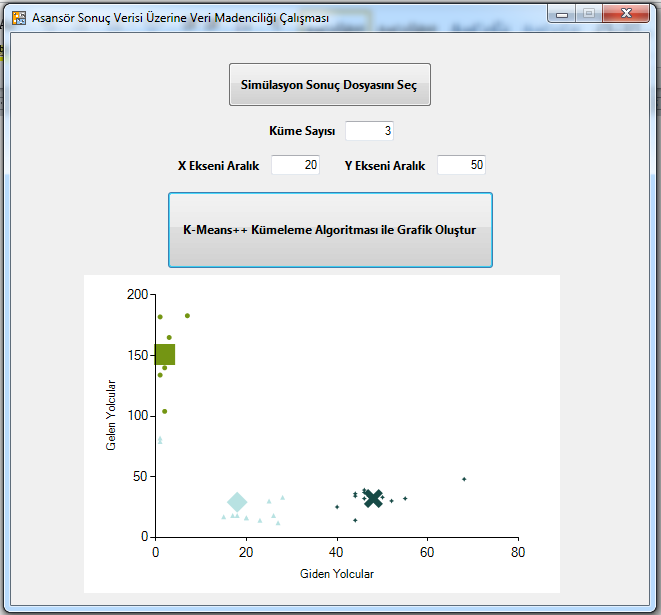 Asansör Sonuç Verisi Üzerine Veri Madenciliği Çalışması
Simülasyon Sonuç Dosyasını Seç
Küme Sayısı 3
X Ekseni Aralık 20 Y Ekseni Aralık 50
K-Means++ Kümeleme Algoritması ile Grafik Oluştur
200
150
100
50
0
Gelen Yolcular
0 20 40 60 80
Giden Yolcular